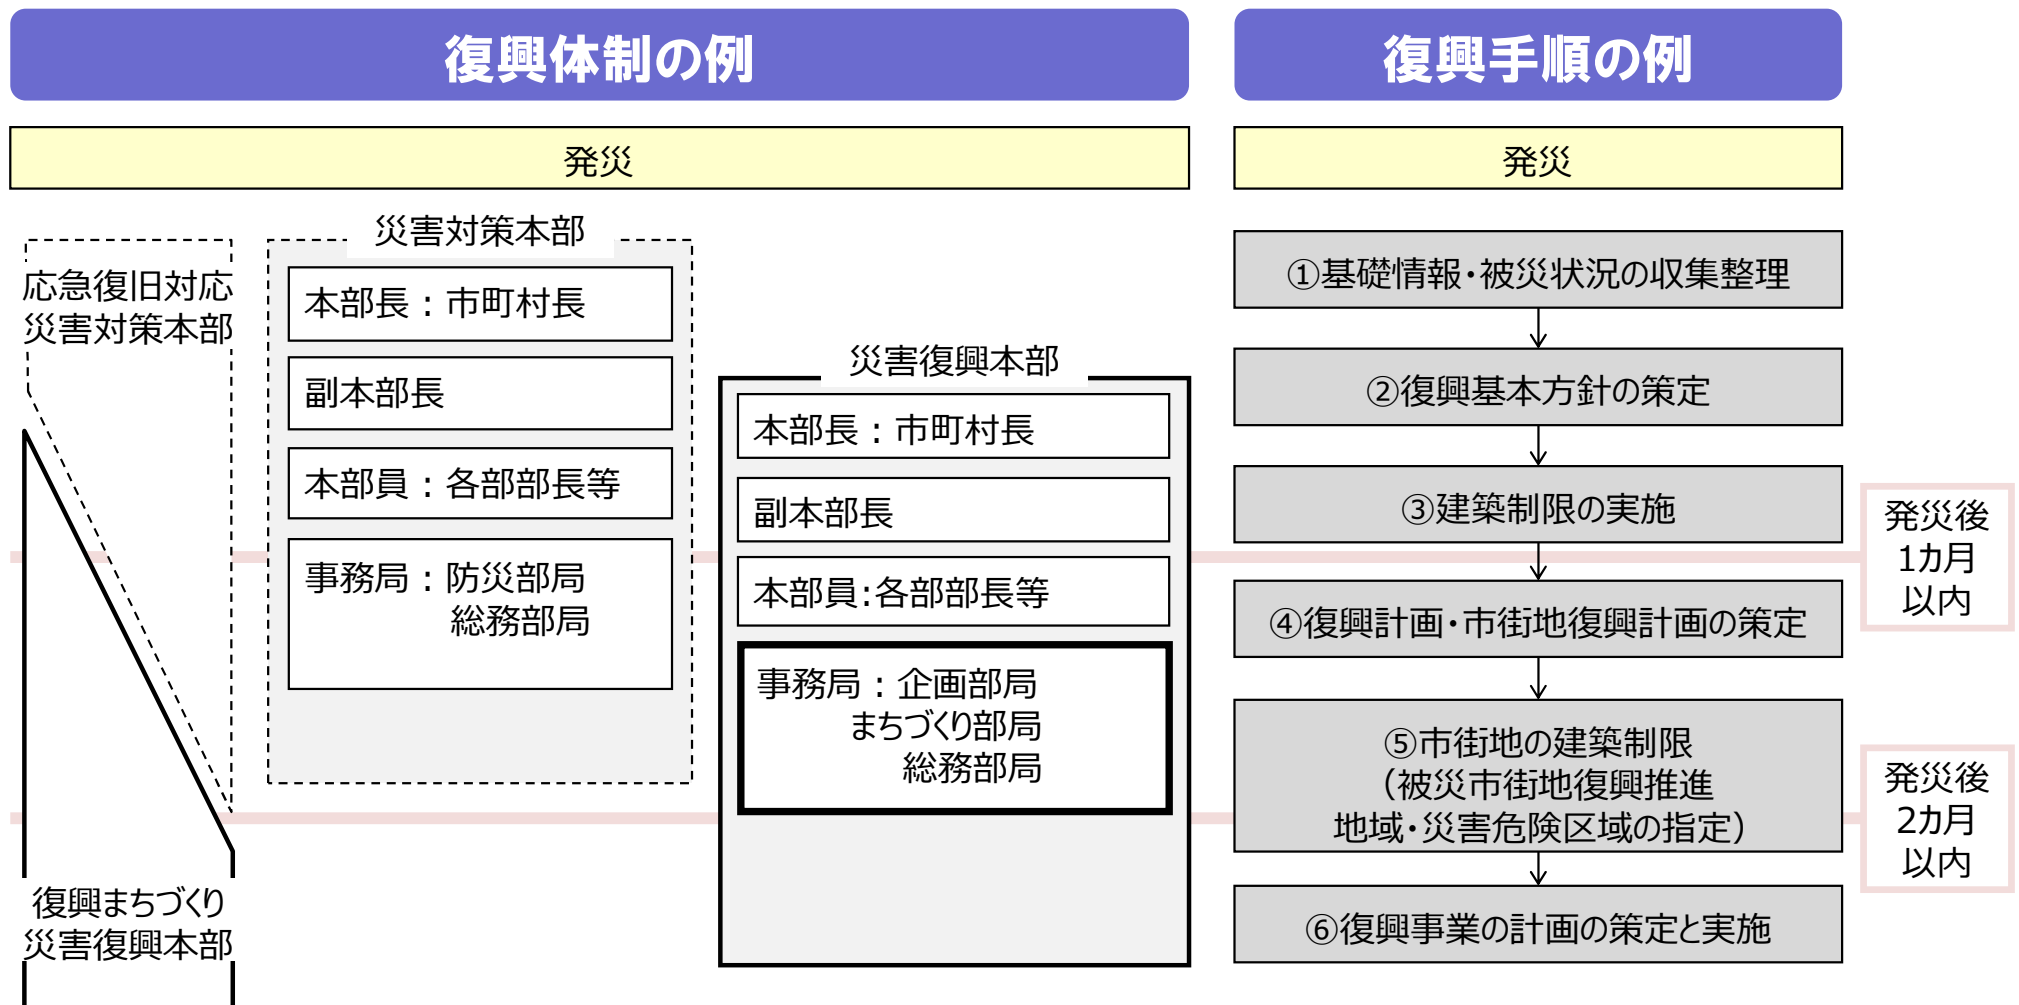 復興体制の例
発災
応急復旧対応
災害対策本部
災害対策本部
本部長：市町村長
副本部長
本部員：各部部長等
事務局：防災部局
総務部局
災害復興本部
本部長：市町村長
副本部長
本部員:各部部長等
事務局：企画部局
まちづくり部局
総務部局
復興まちづくり
災害復興本部
復興手順の例
発災
①基礎情報・被災状況の収集整理
②復興基本方針の策定
③建築制限の実施
④復興計画・市街地復興計画の策定
⑤市街地の建築制限
（被災市街地復興推進
地域・災害危険区域の指定）
⑥復興事業の計画の策定と実施
発災後
1カ月
以内
発災後
2カ月
以内